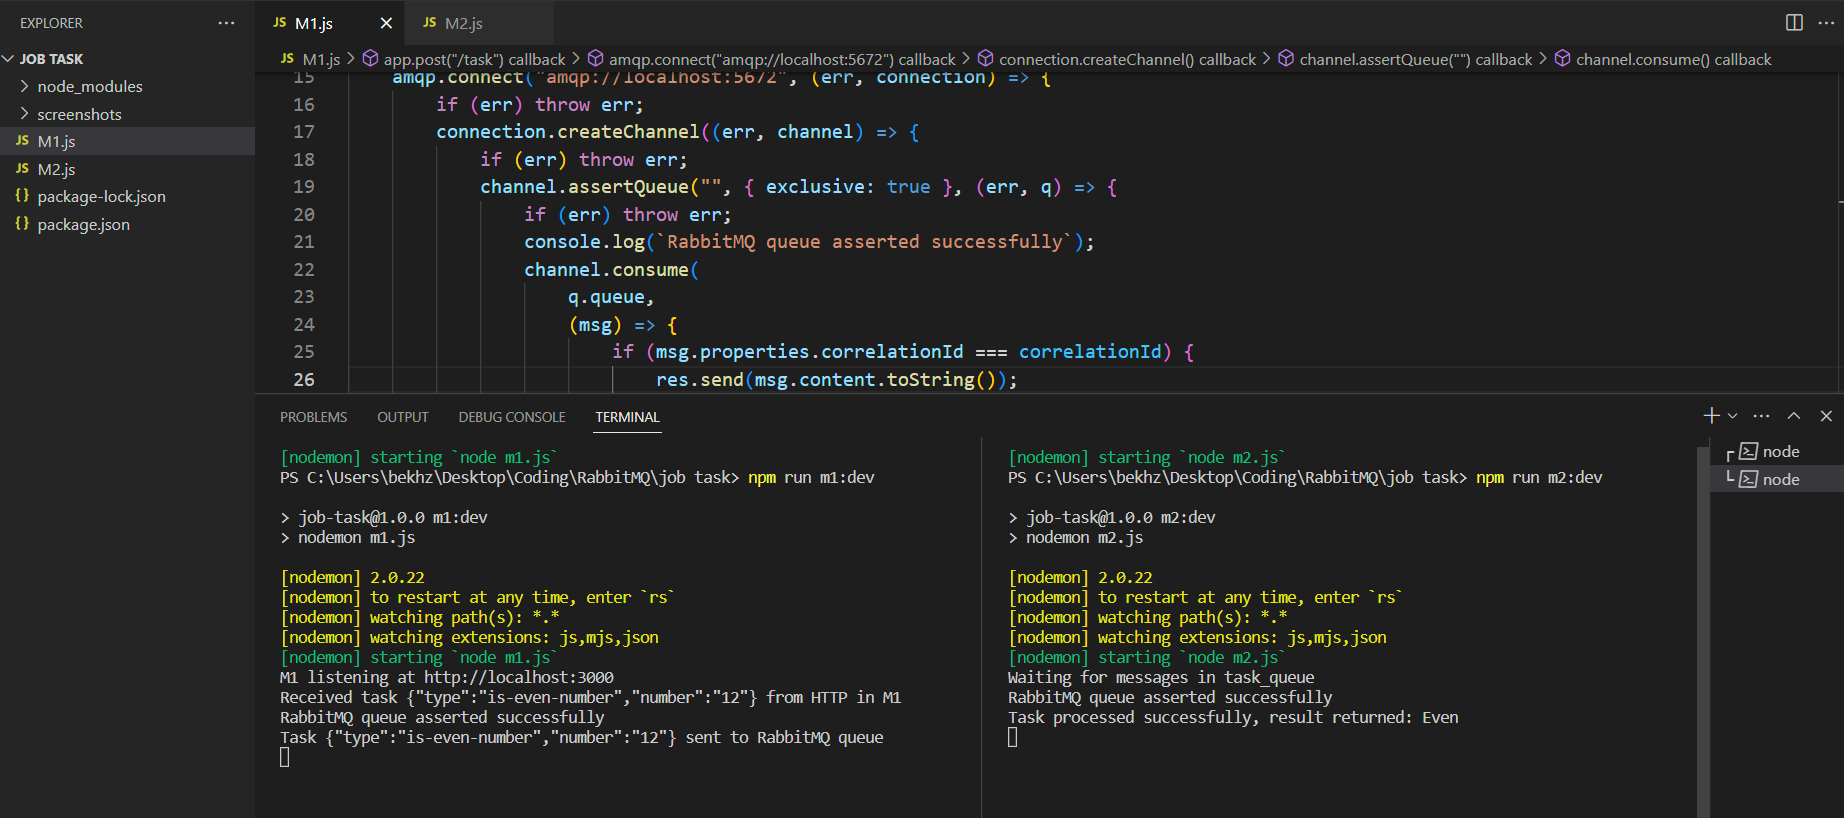 EXPLORER
JOB TASK
node_modules
screenshots
JS M1.js
JS M2.js
{} package-lock.json
{} package.json
JS M1.js
JS M2.js
JS M1.js > app.post("/task") callback > amqp.connect("amqp://localhost:5672") callback > connection.createChannel() callback > channel.assertQueue("") callback > channel.consume() callback
15 amqp.connect("amqp://localhost:5672", (err, connection) => {
16 if (err) throw err;
17 connection.createChannel((err, channel) => {
18 if (err) throw err;
19 channel.assertQueue("", { exclusive: true }, (err, q) => {
20 if (err) throw err;
21 console.log(`RabbitMQ queue asserted successfully`);
22 channel.consume(
23 q.queue,
24 (msg) => {
25 if (msg.properties.correlationId === correlationId) {
26 res.send(msg.content.toString());
PROBLEMS OUTPUT DEBUG CONSOLE TERMINAL
[nodemon] starting `node m1.js`
PS C:\Users\bekhz\Desktop\Coding\RabbitMQ\job task> npm run m1:dev
> job-task@1.0.0 m1:dev
> nodemon m1.js
[nodemon] 2.0.22
[nodemon] to restart at any time, enter `rs`
[nodemon] watching path(s): *.*
[nodemon] watching extensions: js,mjs,json
[nodemon] starting `node m1.js`
M1 listening at http://localhost:3000
Received task {"type":"is-even-number","number":"12"} from HTTP in M1
RabbitMQ queue asserted successfully
Task {"type":"is-even-number","number":"12"} sent to RabbitMQ queue
[nodemon] starting `node m2.js`
PS C:\Users\bekhz\Desktop\Coding\RabbitMQ\job task> npm run m2:dev
> job-task@1.0.0 m2:dev
> nodemon m2.js
[nodemon] 2.0.22
[nodemon] to restart at any time, enter `rs`
[nodemon] watching path(s): *.*
[nodemon] watching extensions: js,mjs,json
[nodemon] starting `node m2.js`
Waiting for messages in task_queue
RabbitMQ queue asserted successfully
Task processed successfully, result returned: Even
node
node